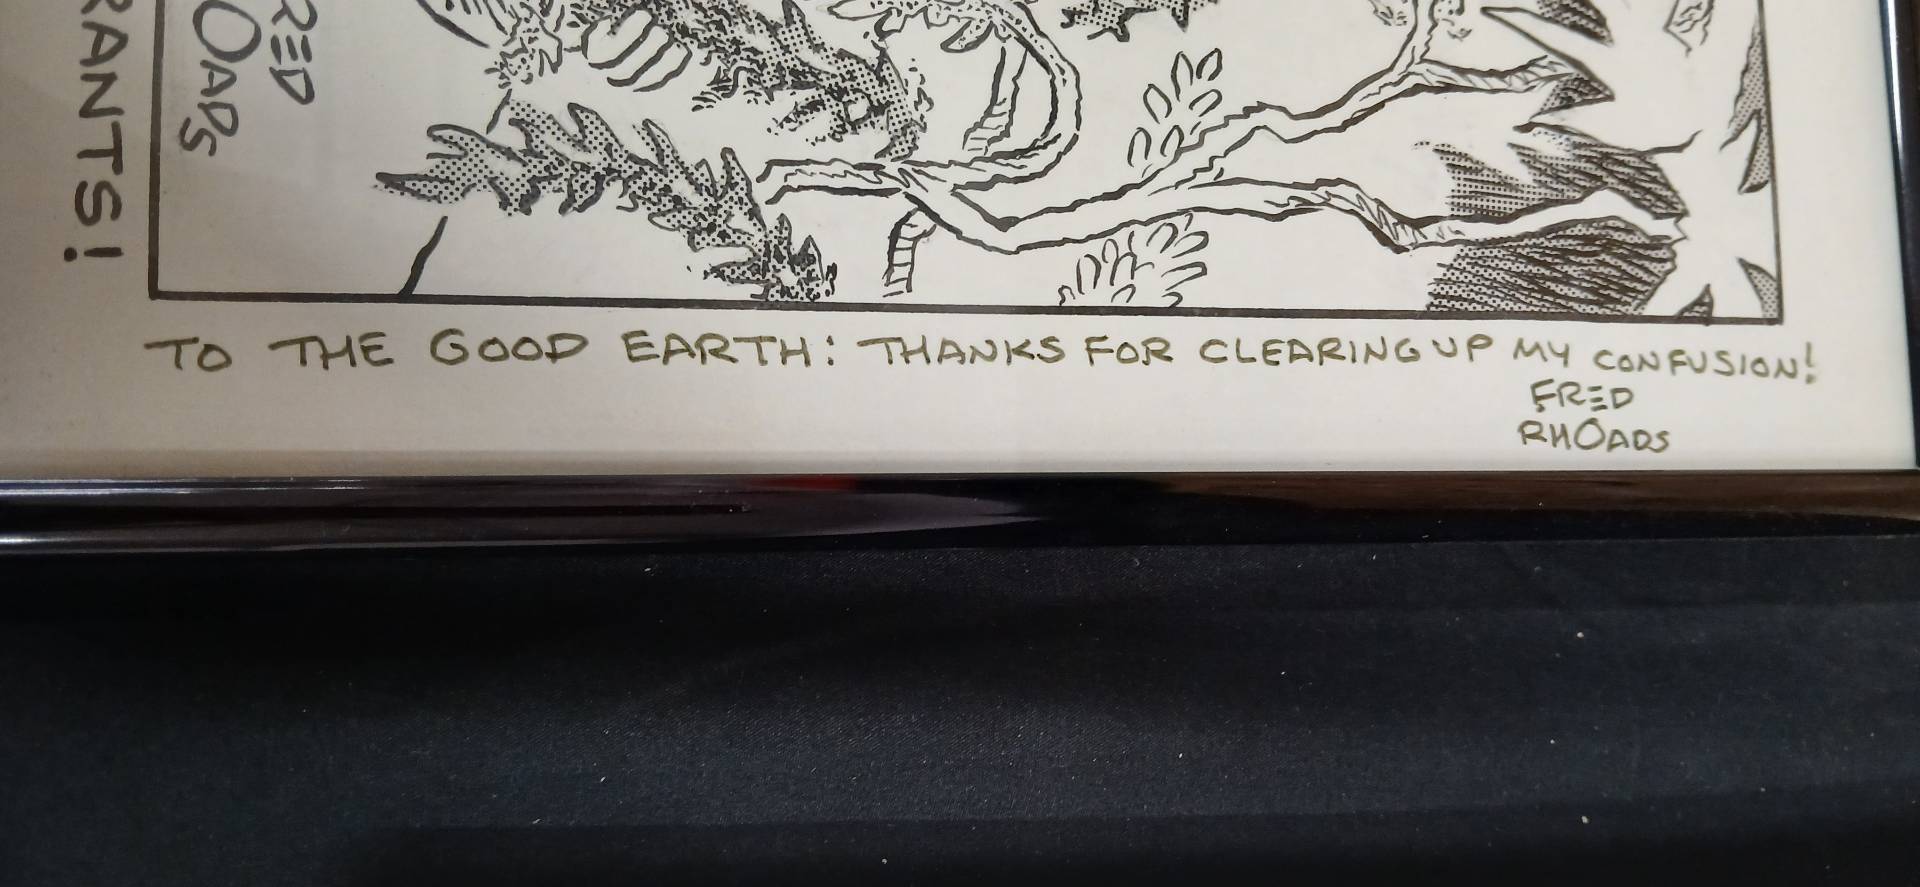 RANTS!
RED
OADS
TO THE GOOD EARTH: THANKS FOR CLEARING UP MY CONFUSION!
FRED
RHOADS